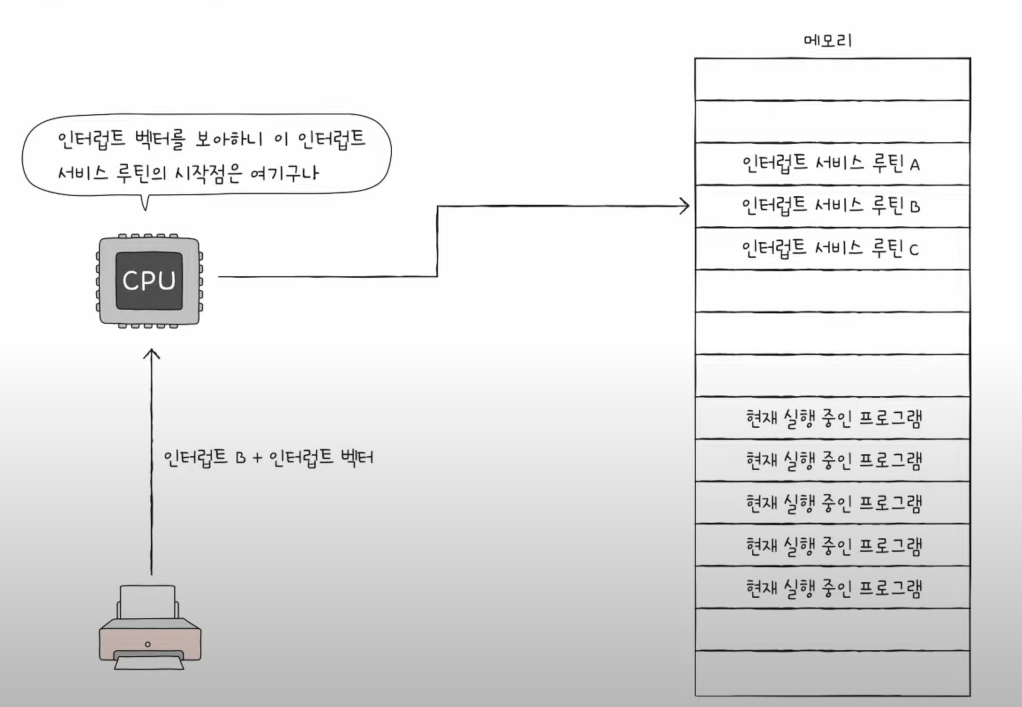 메모리
인터럽트 벡터를 보아하니 이 인터럽트
서비스 루틴의 시작점은 여기구나
CPU
인터럽트 B + 인터럽트 벡터
인터럽트 서비스 루틴 A
인터럽트 서비스 루틴 B
인터럽트 서비스 루틴 C
현재 실행 중인 프로그램
현재 실행 중인 프로그램
현재 실행 중인 프로그램
현재 실행 중인 프로그램
현재 실행 중인 프로그램